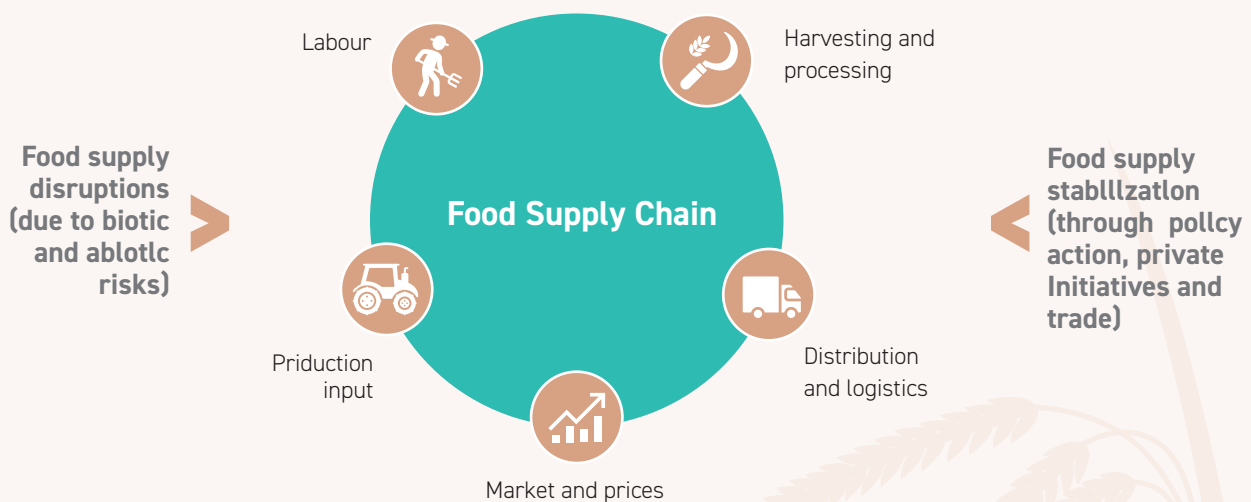 Labour
Harvesting and
processing
Food supply
disruptions
(due to biotic
and ablotlc
risks)
Food Supply Chain
Food supply
stablllzatlon
(through pollcy
action, private
Initiatives and
trade)
Priduction
input
Distribution
and logistics
Market and prices